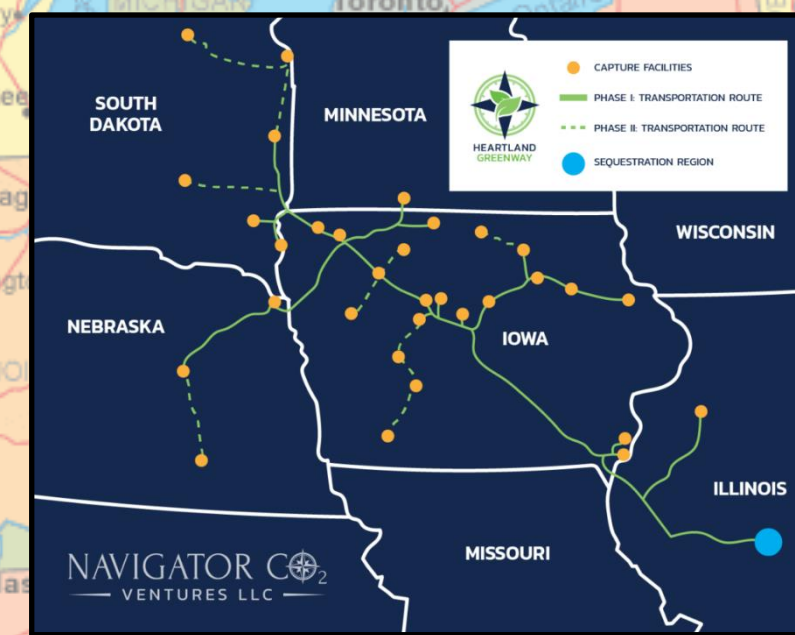 Toronto,
SOUTH
DAKOTA
MINNESOTA
HEARTLAND
GREENWAY
CAPTURE FACILITIES
PHASE I: TRANSPORTATION ROUTE
PHASE II: TRANSPORTATION ROUTE
SEQUESTRATION REGION
WISCONSIN
NEBRASKA
IOWA
ILLINOIS
MISSOURI
NAVIGATOR CO2
VENTURES LLC